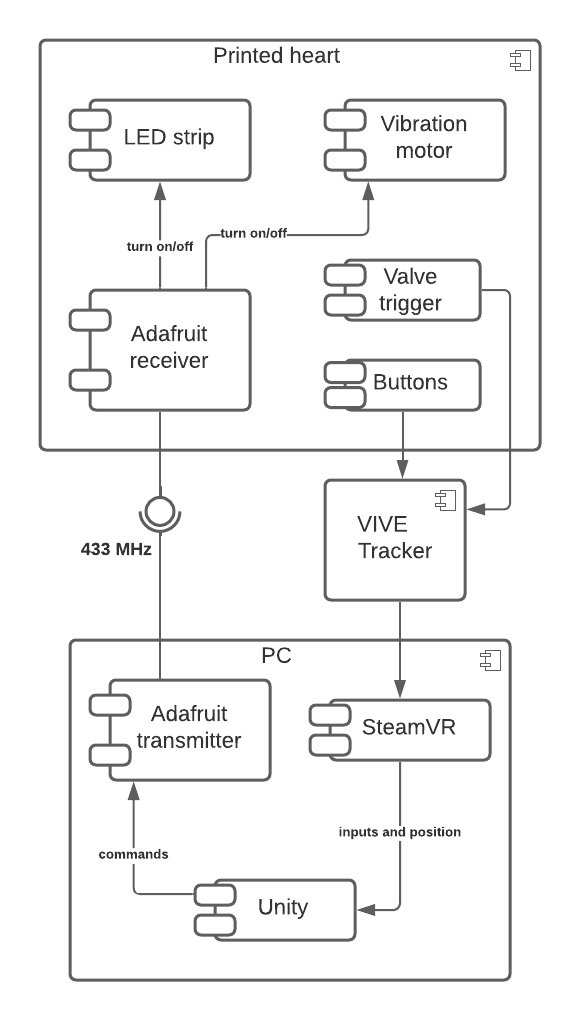 Printed heart
LED strip
Vibration
motor
turn on/off
turn on/off
Valve
trigger
Adafruit
receiver
Buttons
433 MHz
VIVE
Tracker
PC
Adafruit
transmitter
SteamVR
inputs and position
commands
Unity